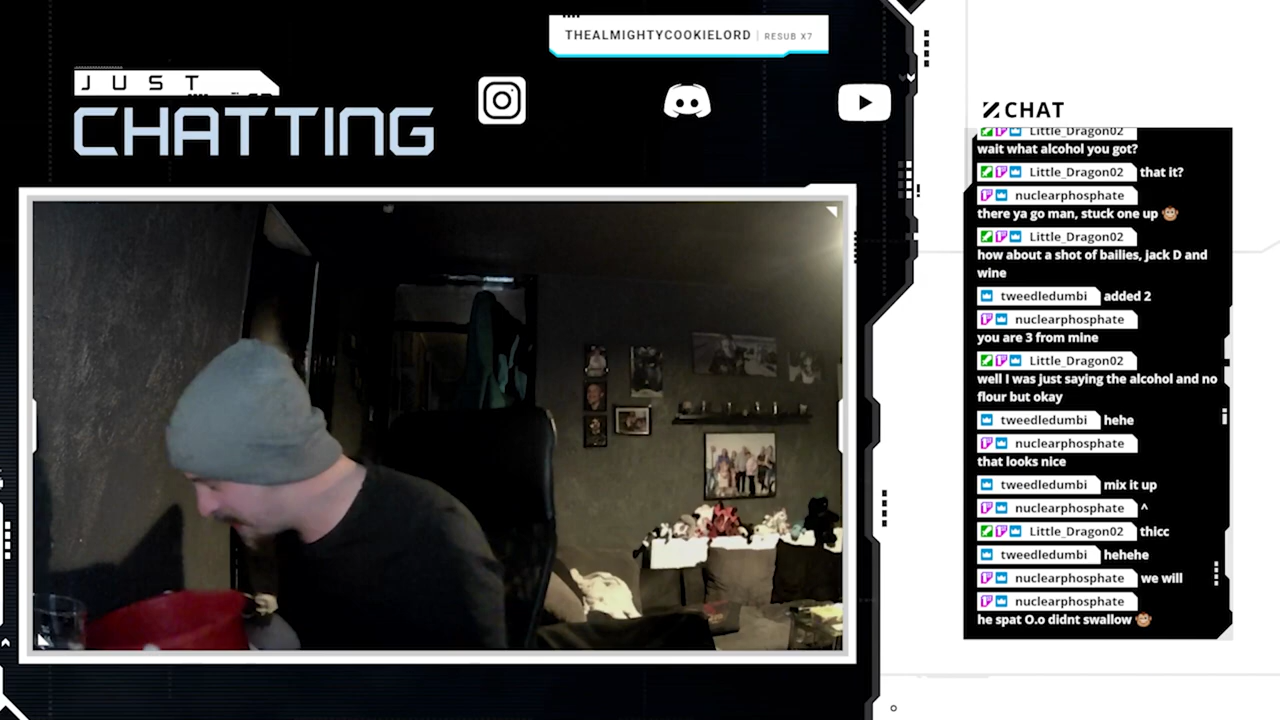 THEALMIGHTYCOOKIELORD | RESUB X7
JUST
CHATTING
CHAT
Little_Dragon02
wait what alcohol you got?
Little_Dragon02 that it?
nuclearphosphate
there ya go man, stuck one up 🐵
Little_Dragon02
how about a shot of bailies, jack D and
wine
tweedledumbi added 2
nuclearphosphate
you are 3 from mine
Little_Dragon02
well I was just saying the alcohol and no
flour but okay
tweedledumbi hehe
nuclearphosphate
that looks nice
tweedledumbi mix it up
nuclearphosphate ^
Little_Dragon02 thicc
tweedledumbi hehehe
nuclearphosphate we will
nuclearphosphate
he spat O.o didnt swallow 🐵